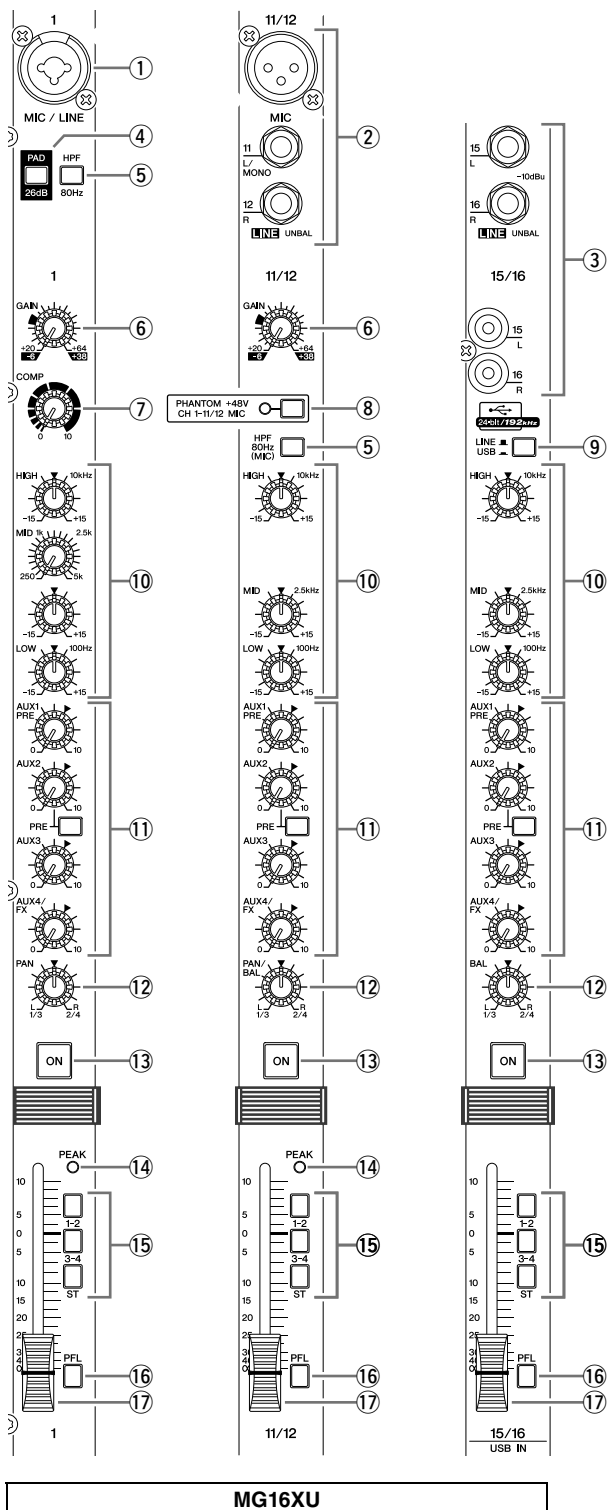 1
①
MIC / LINE
④
PAD
26dB
HPF
80Hz
⑤
1
GAIN
+20
-6
+64
+38
⑥
COMP
0
10
⑦
HIGH
10kHz
-15
+15
MID
1k
2.5k
250
5k
-15
+15
LOW
100Hz
-15
+15
⑩
AUX1
PRE
0
10
AUX2
0
10
PRE
AUX3
0
10
AUX4/
FX
0
10
⑪
PAN
L
1/3
R
2/4
⑫
ON
⑬
PEAK
⑭
10
5
0
5
10
15
20
25
1-2
3-4
ST
⑮
PFL
⑯
⑰
1
11/12
MIC
11
L/
MONO
12
R
LINE UNBAL
②
11/12
GAIN
+20
-6
+64
+38
⑥
PHANTOM +48V
CH 1-11/12 MIC
⑧
HPF
80Hz
(MIC)
⑤
HIGH
10kHz
-15
+15
MID
2.5kHz
-15
+15
LOW
100Hz
-15
+15
⑩
AUX1
PRE
0
10
AUX2
0
10
PRE
AUX3
0
10
AUX4/
FX
0
10
⑪
PAN/
BAL
L
1/3
R
2/4
⑫
ON
⑬
PEAK
⑭
10
5
0
5
10
15
20
25
1-2
3-4
ST
⑮
PFL
⑯
⑰
11/12
15
L
-10dBu
16
R
LINE UNBAL
③
15/16
15
L
16
R
24-bit/192kHz
LINE
USB
⑨
HIGH
10kHz
-15
+15
MID
2.5kHz
-15
+15
LOW
100Hz
-15
+15
⑩
AUX1
PRE
0
10
AUX2
0
10
PRE
AUX3
0
10
AUX4/
FX
0
10
⑪
BAL
L
1/3
R
2/4
⑫
ON
⑬
10
5
0
5
10
15
20
25
1-2
3-4
ST
⑮
PFL
⑯
⑰
15/16
USB IN
MG16XU